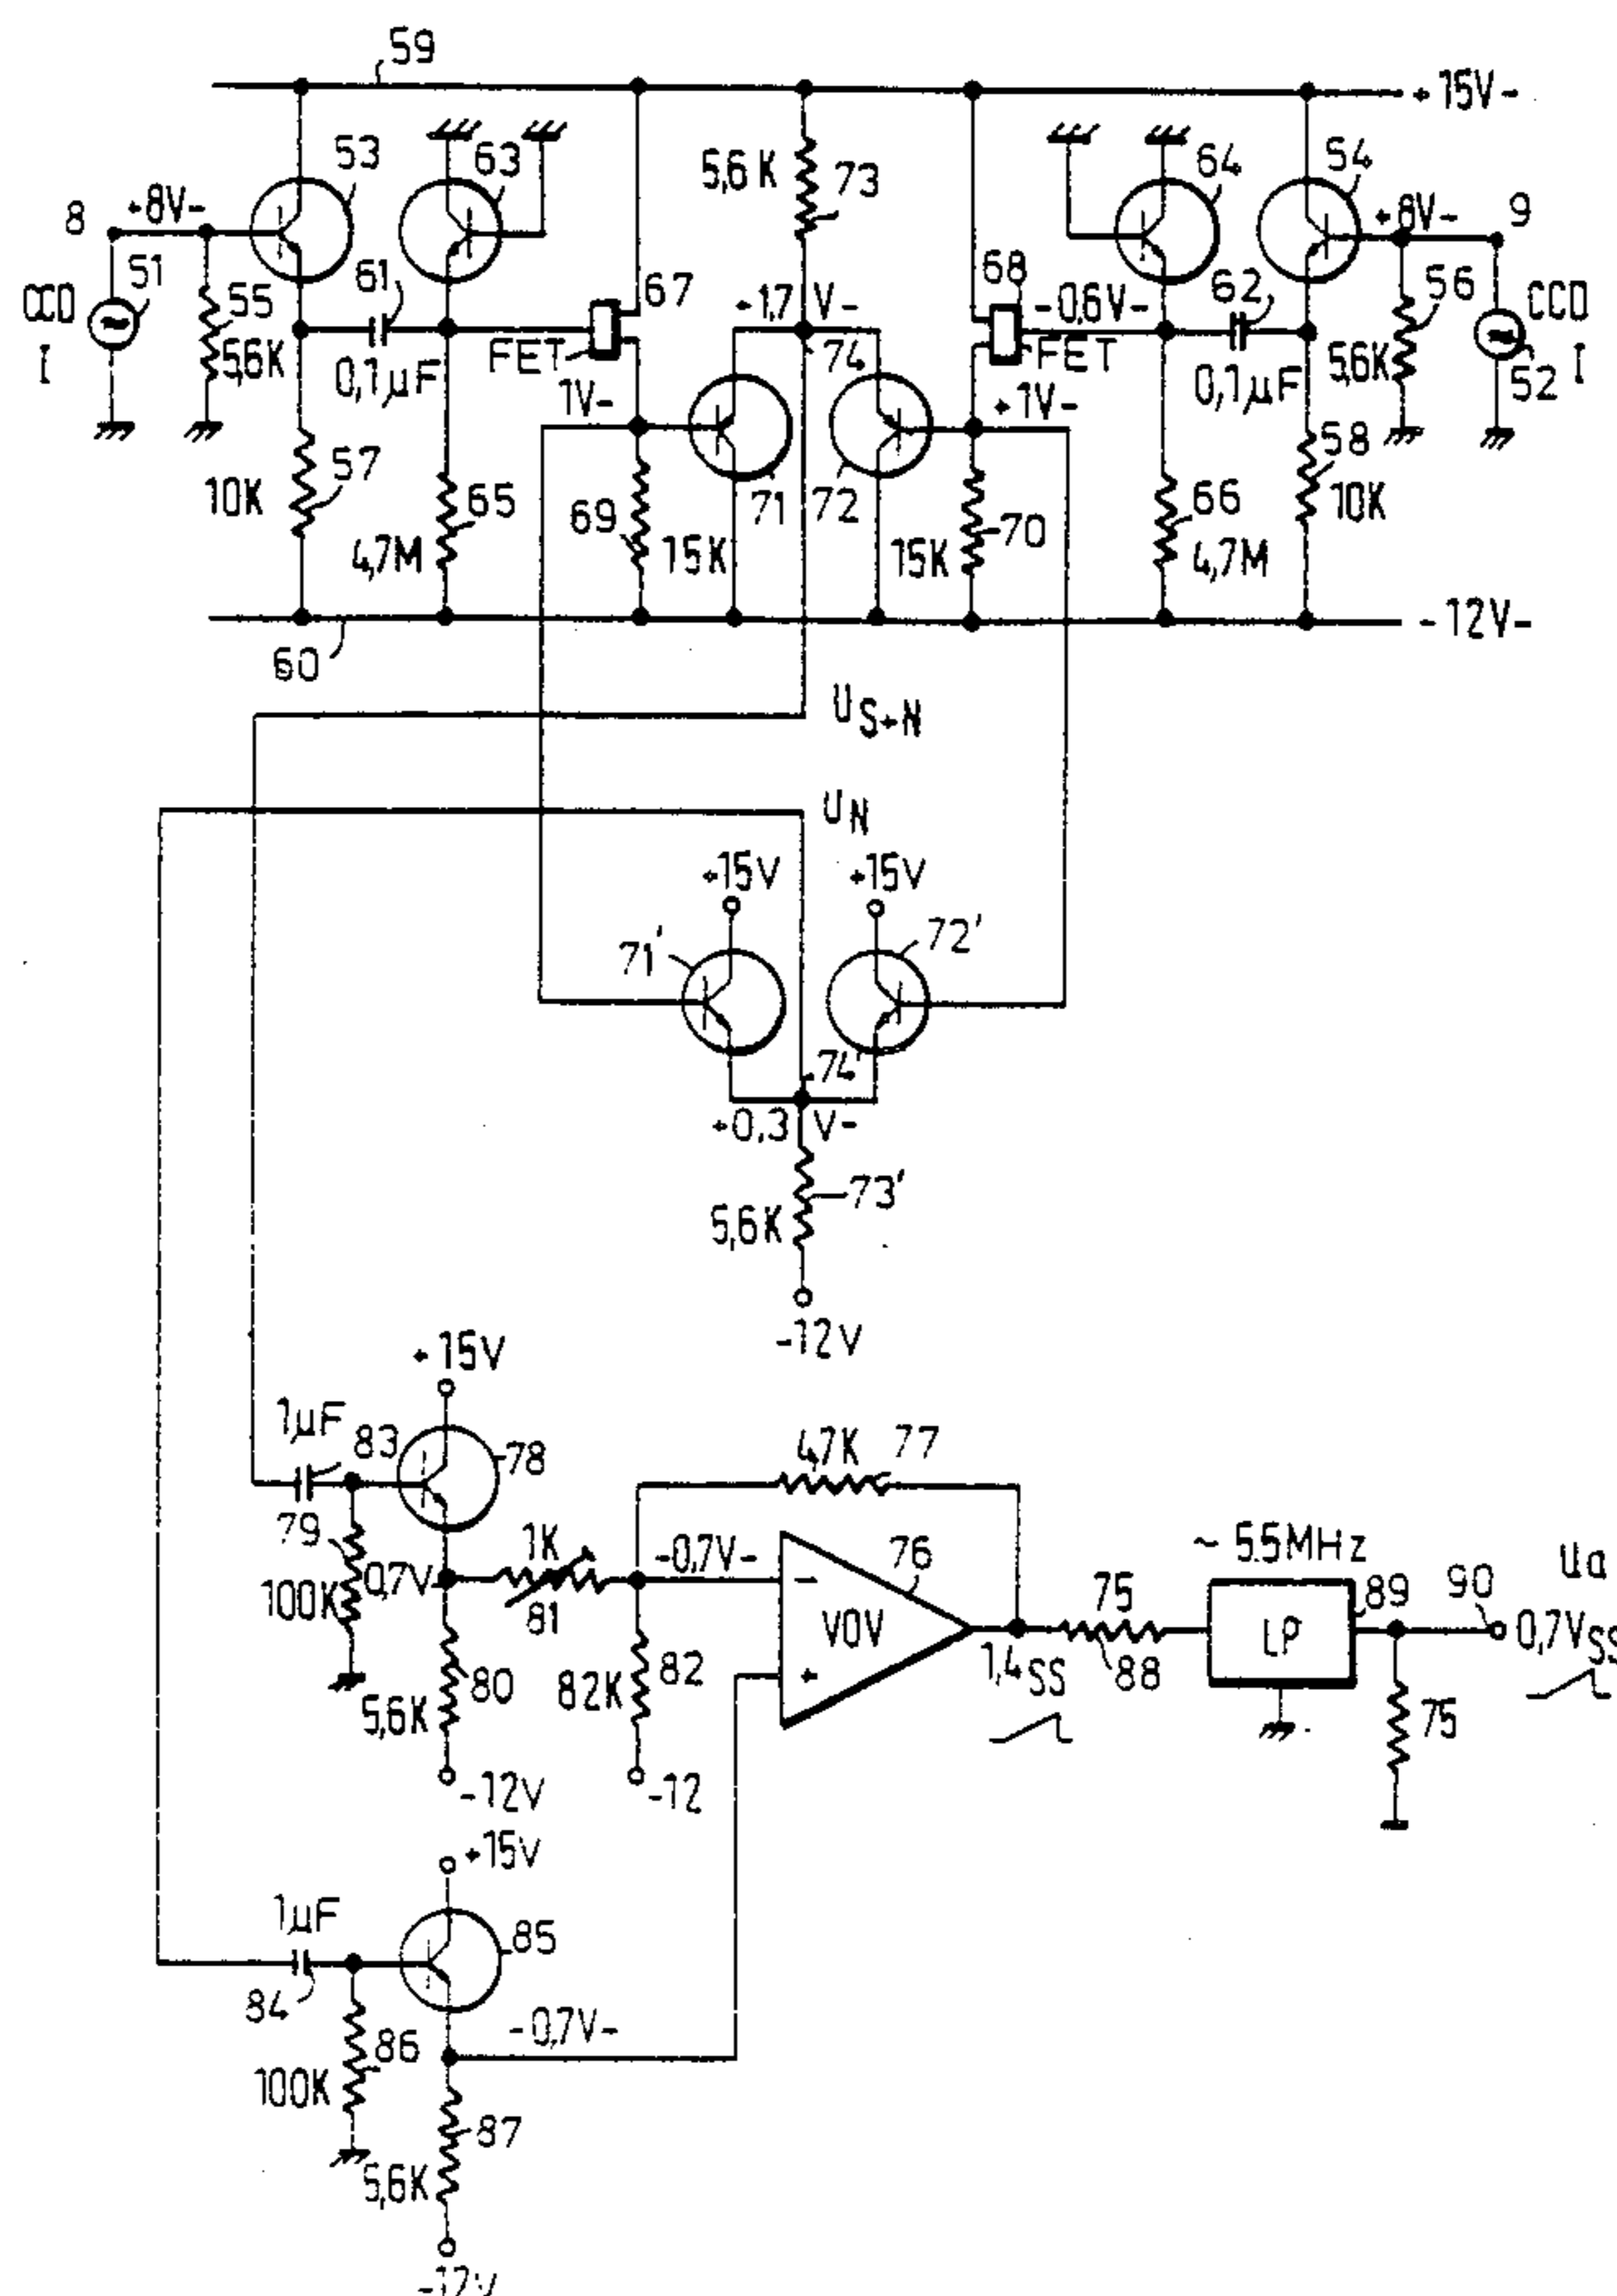 59
+15V-
53
63
5,6K
73
64
54
8
+8V-
+8V-
9
51
CCD
I
55
5,6K
61
67
+1,7 V-
68
-0,6V-
62
56
CCD
I
52
5,6K
0,1µF
FET
74
FET
0,1µF
1V-
+1V-
57
10K
65
4,7M
69
15K
71
72
70
15K
66
4,7M
58
10K
60
-12V-
US+N
UN
+15V
+15V
71'
72'
74'
+0,3 V-
73'
5,6K
-12V
+15V
1µF
83
78
4,7K
77
79
100K
0,7V
1K
81
-0,7V-
76
VOV
-
+
~ 5.5MHz
75
88
LP
89
90
Ua
0,7VSS
1,4SS
80
5,6K
82
82K
75
-12V
-12
+15V
1µF
85
84
86
100K
-0,7V-
87
5,6K
-12V